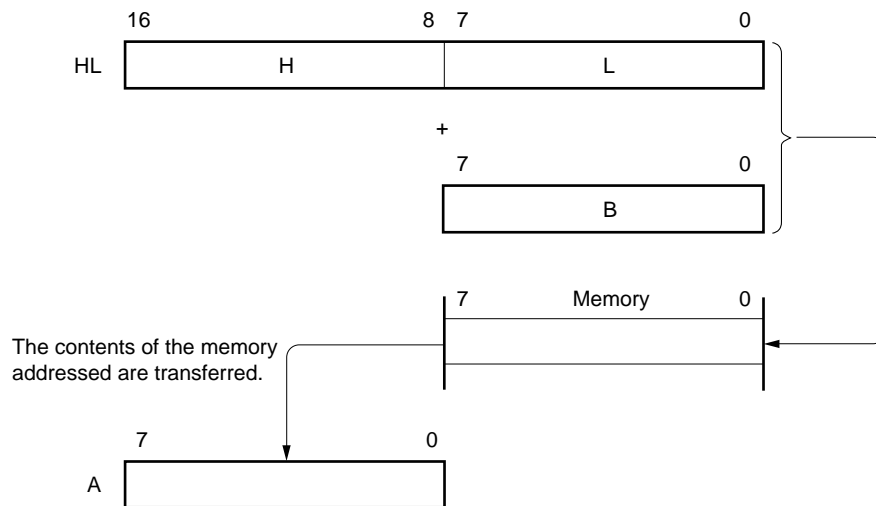 16 8 7 0
HL H L
+
7 0
B
7 Memory 0
The contents of the memory
addressed are transferred.
7 0
A